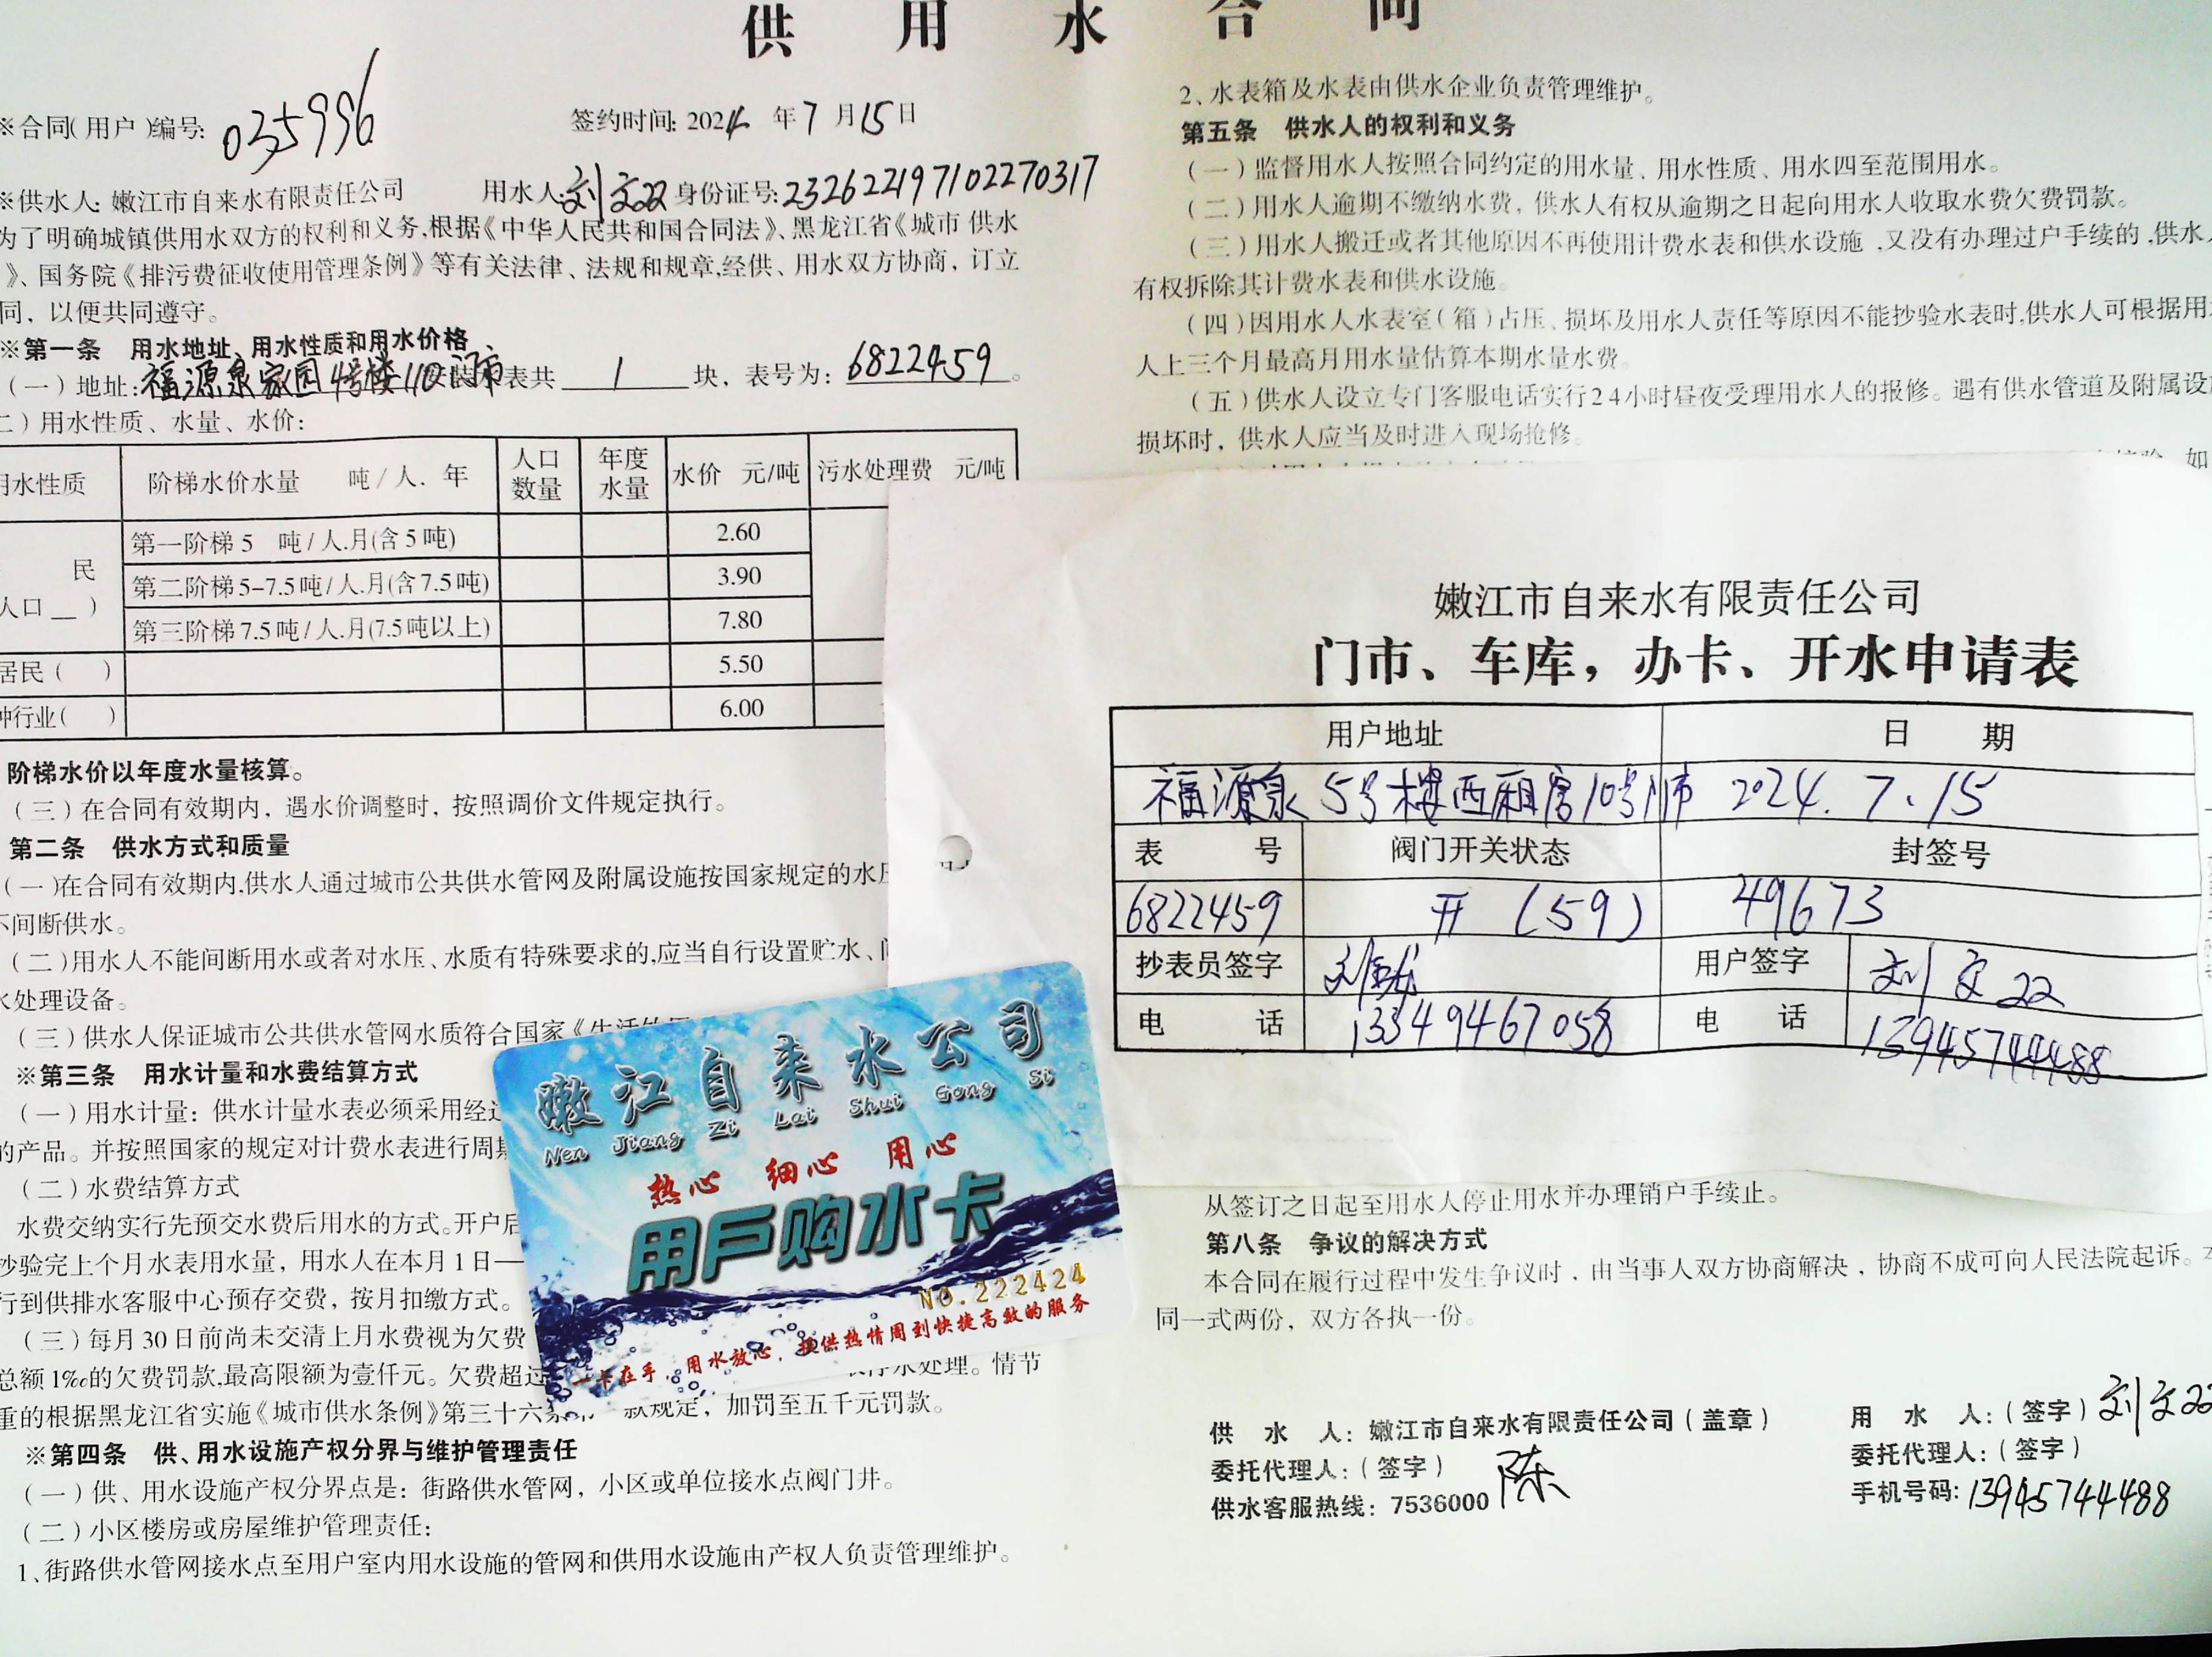 供 用 水 合 同
※合同(用户)编号: 035996 签约时间: 2024 年 7 月 15 日
※供水人: 嫩江市自来水有限责任公司 用水人: 刘文双 身份证号: 232622197102270317
为了明确城镇供用水双方的权利和义务,根据《中华人民共和国合同法》、黑龙江省《城市 供水
》、国务院《排污费征收使用管理条例》等有关法律、法规和规章,经供、用水双方协商，订立
同，以便共同遵守。
※第一条 用水地址、用水性质和用水价格
（一）地址: 福源泉家园4号楼110门市 表共 1 块，表号为: 6822459。
二）用水性质、水量、水价:
用水性质 阶梯水价水量 吨/人．年 人口数量 年度水量 水价 元/吨 污水处理费 元/吨
民 第一阶梯 5 吨/人.月(含 5 吨) 2.60
人口＿) 第二阶梯 5-7.5 吨/人.月(含 7.5 吨) 3.90
第三阶梯 7.5 吨/人.月(7.5 吨以上) 7.80
居民( ) 5.50
种行业( ) 6.00
阶梯水价以年度水量核算。
（三）在合同有效期内，遇水价调整时，按照调价文件规定执行。
第二条 供水方式和质量
(一)在合同有效期内,供水人通过城市公共供水管网及附属设施按国家规定的水压
不间断供水。
(二)用水人不能间断用水或者对水压、水质有特殊要求的,应当自行设置贮水、间
水处理设备。
(三)供水人保证城市公共供水管网水质符合国家《生活饮用
※第三条 用水计量和水费结算方式
(一)用水计量：供水计量水表必须采用经过
的产品。并按照国家的规定对计费水表进行周期
(二)水费结算方式
水费交纳实行先预交水费后用水的方式。开户后
抄验完上个月水表用水量，用水人在本月 1 日—
行到供排水客服中心预存交费，按月扣缴方式。
(三)每月 30 日前尚未交清上月水费视为欠费
总额 1‰的欠费罚款,最高限额为壹仟元。欠费超过 停水处理。情节
重的根据黑龙江省实施《城市供水条例》第三十六条 款规定，加罚至五千元罚款。
※第四条 供、用水设施产权分界与维护管理责任
(一)供、用水设施产权分界点是：街路供水管网，小区或单位接水点阀门井。
(二)小区楼房或房屋维护管理责任:
1、街路供水管网接水点至用户室内用水设施的管网和供用水设施由产权人负责管理维护。
2、水表箱及水表由供水企业负责管理维护。
第五条 供水人的权利和义务
(一)监督用水人按照合同约定的用水量、用水性质、用水四至范围用水。
(二)用水人逾期不缴纳水费，供水人有权从逾期之日起向用水人收取水费欠费罚款。
(三)用水人搬迁或者其他原因不再使用计费水表和供水设施,又没有办理过户手续的,供水人
有权拆除其计费水表和供水设施。
(四)因用水人水表室(箱)占压、损坏及用水人责任等原因不能抄验水表时,供水人可根据用水
人上三个月最高月用水量估算本期水量水费。
(五)供水人设立专门客服电话实行24小时昼夜受理用水人的报修。遇有供水管道及附属设施
损坏时，供水人应当及时进入现场抢修。
嫩江市自来水有限责任公司
门市、车库，办卡、开水申请表
用户地址 日 期
福源泉 5号楼西厢房10号门市 2024.7.15
表 号 阀门开关状态 封签号
6822459 开 (59) 49673
抄表员签字 用户签字 刘文双
电 话 13349467058 电 话 13945744488
嫩江自来水公司
Nen Jiang Zi Lai Shui Gong Si
热心 细心 用心
用户购水卡
NO.222424
一卡在手，用水放心，提供热情周到快捷高效的服务
从签订之日起至用水人停止用水并办理销户手续止。
第八条 争议的解决方式
本合同在履行过程中发生争议时，由当事人双方协商解决，协商不成可向人民法院起诉。本
同一式两份，双方各执一份。
供 水 人：嫩江市自来水有限责任公司(盖章) 用 水 人：(签字) 刘文双
委托代理人：(签字) 陈 委托代理人：(签字)
供水客服热线：7536000 手机号码: 13945744488